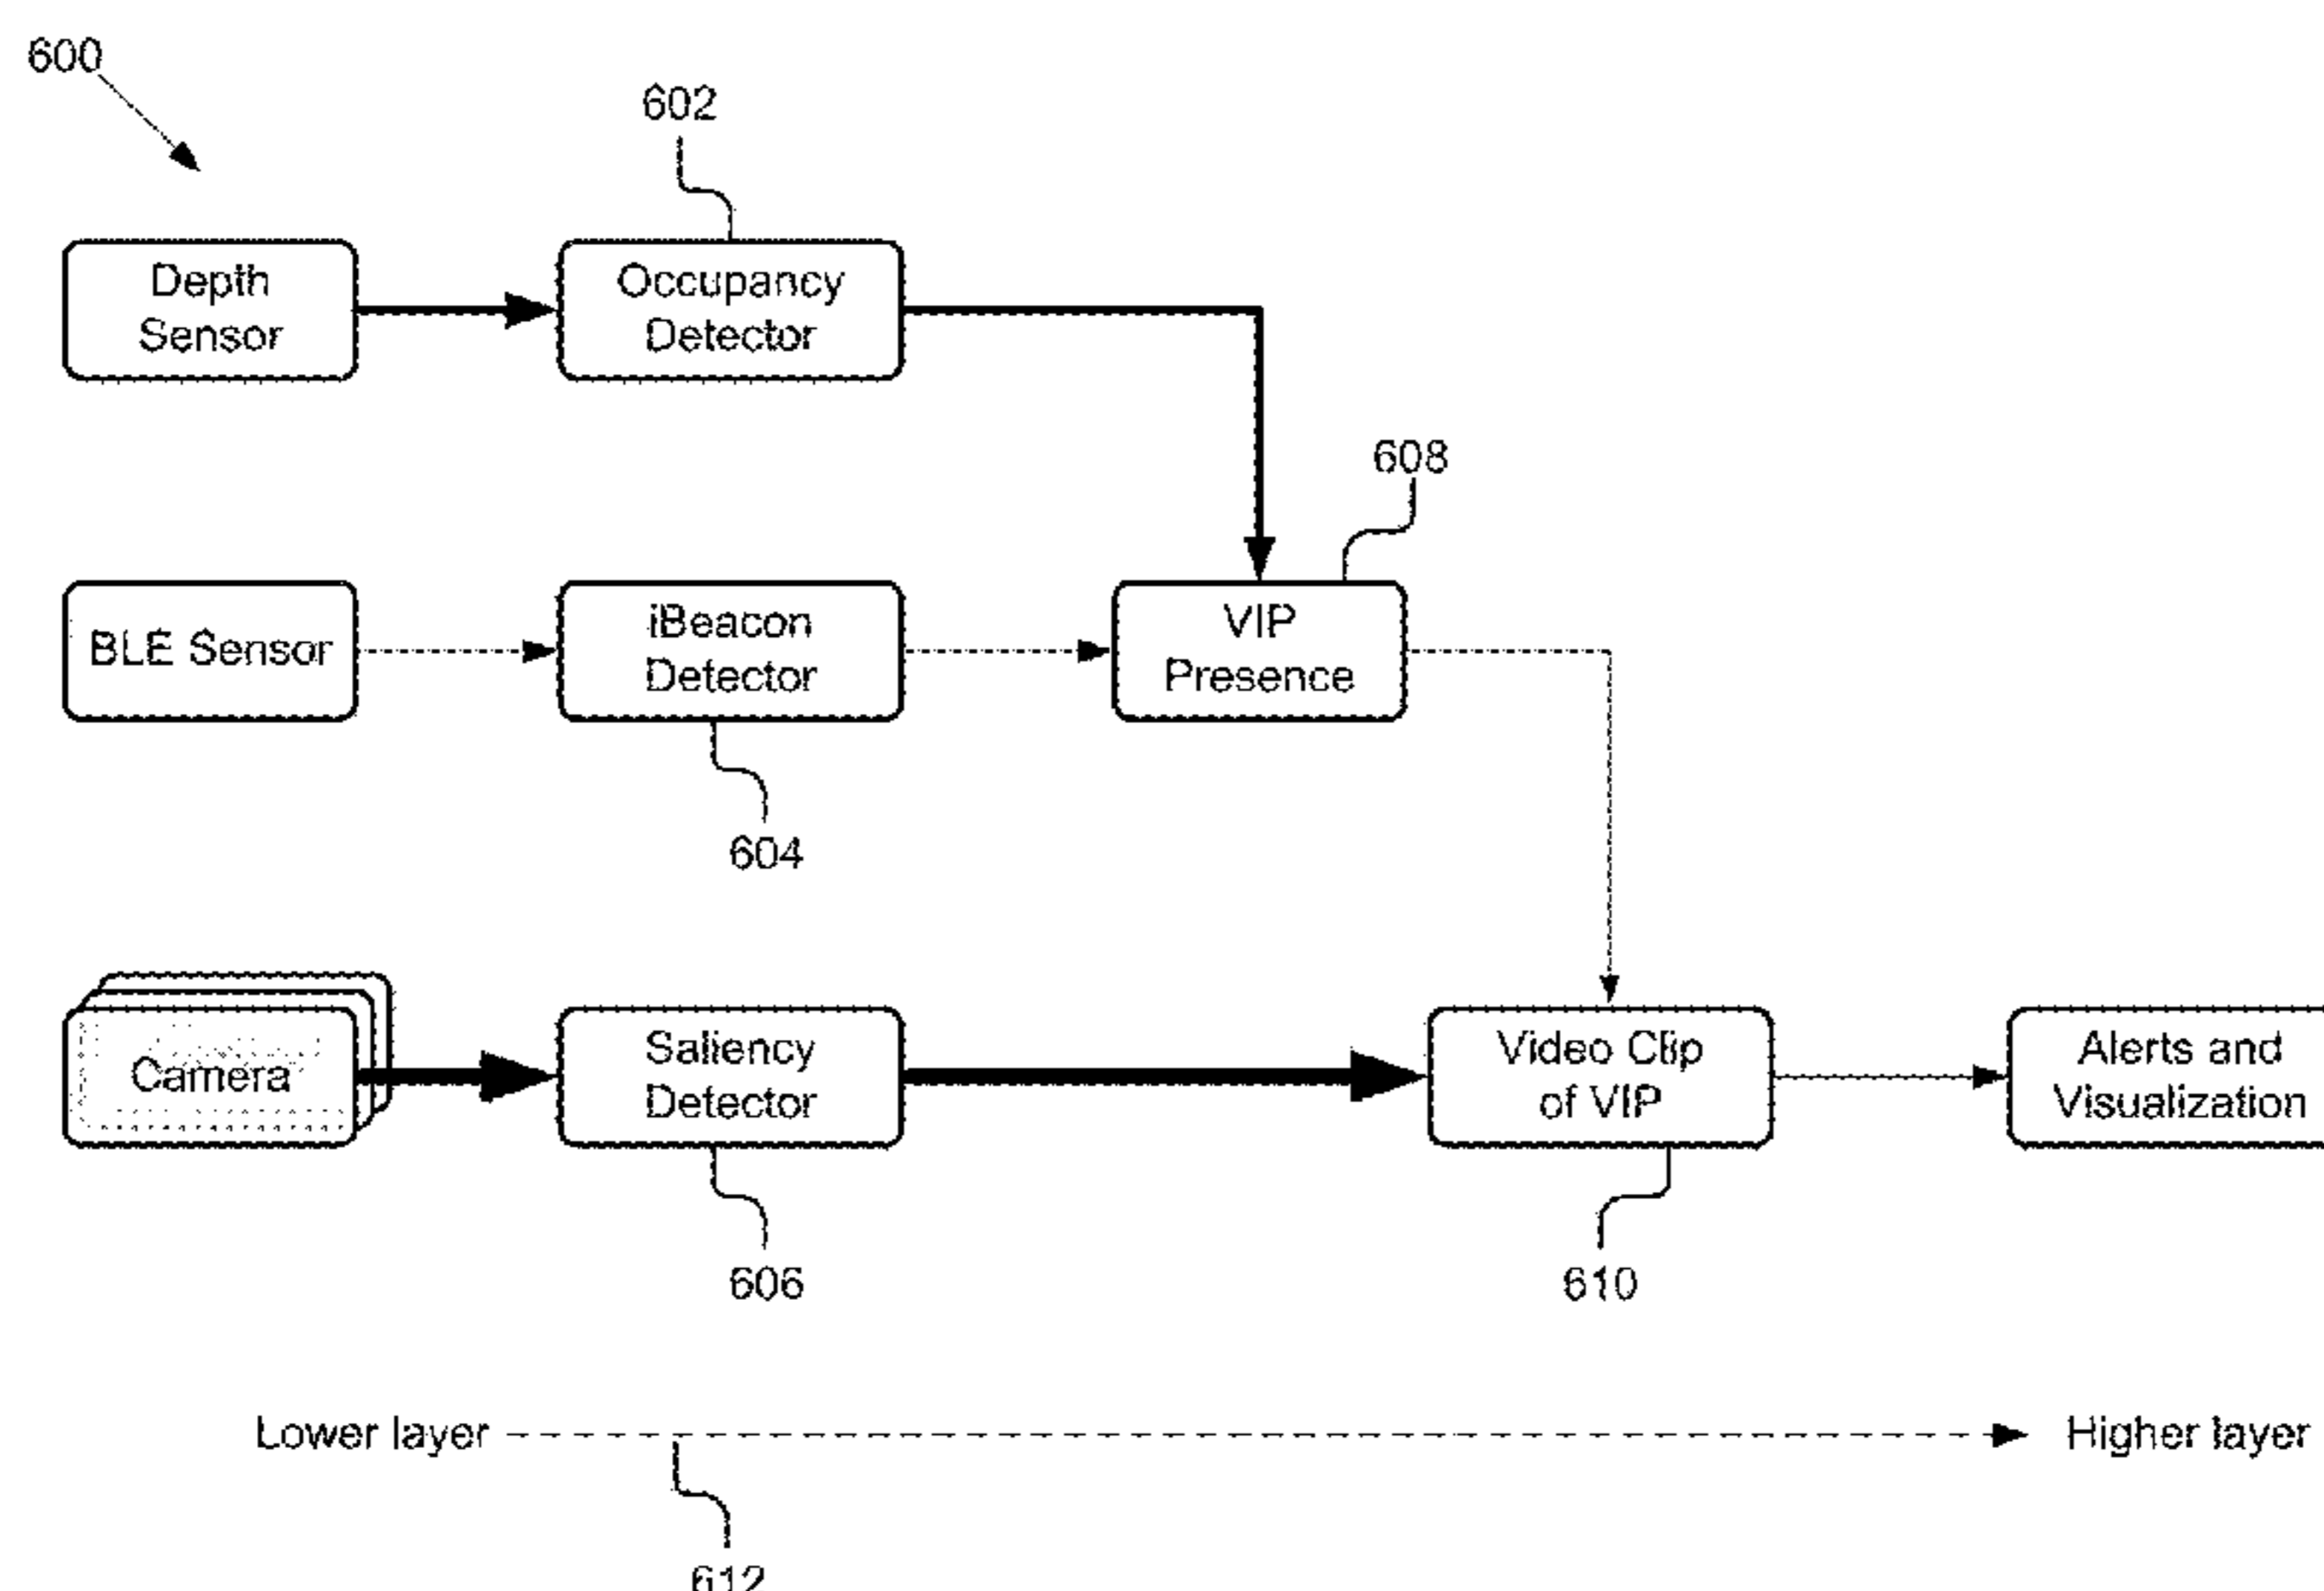 600
602
Depth
Sensor
Occupancy
Detector
608
BLE Sensor
iBeacon
Detector
VIP
Presence
604
Camera
Saliency
Detector
Video Clip
of VIP
Alerts and
Visualization
606
610
Lower layer
Higher layer
612